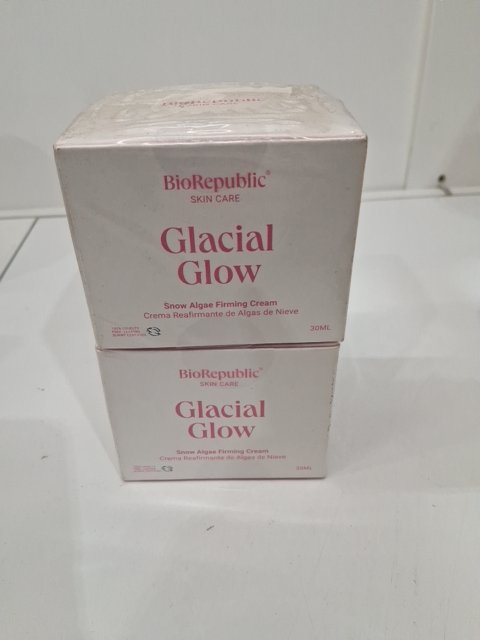 BioRepublic®
BioRepublic®
SKIN CARE
Glacial
Glow
Snow Algae Firming Cream
Crema Reafirmante de Algas de Nieve
30ML
BioRepublic®
SKIN CARE
Glacial
Glow
Snow Algae Firming Cream
Crema Reafirmante de Algas de Nieve
30ML